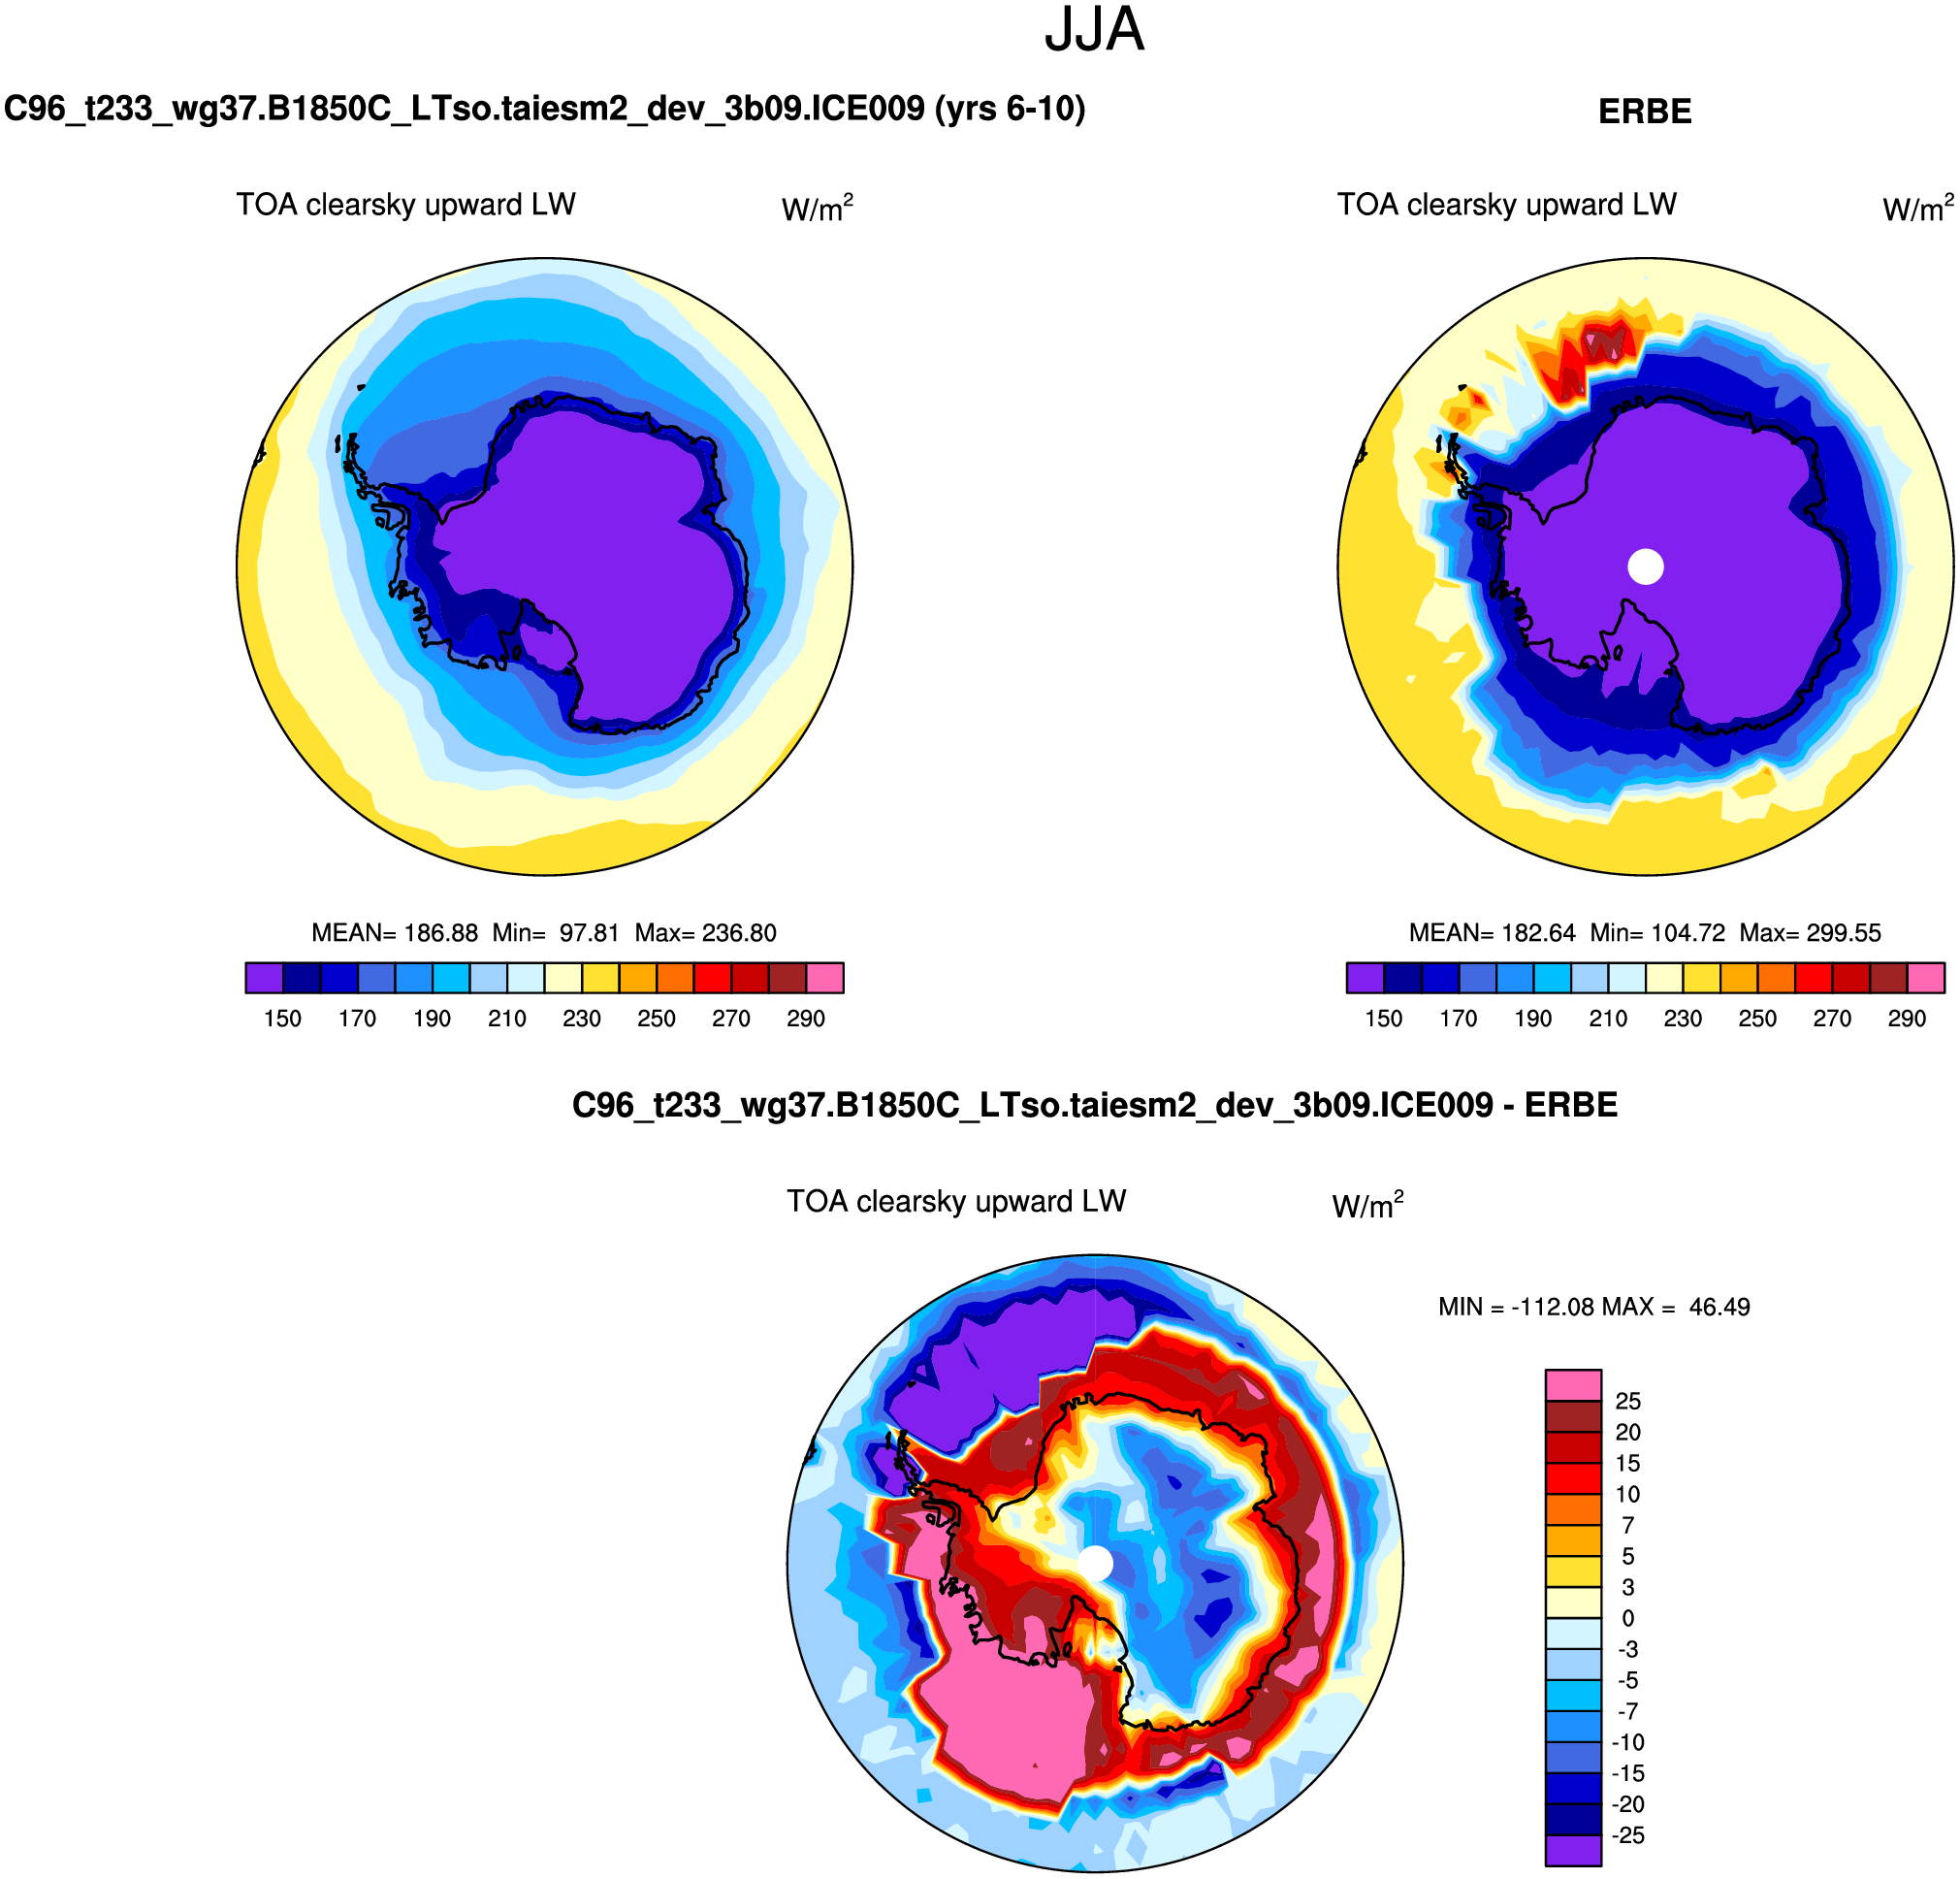 JJA
C96_t233_wg37.B1850C_LTso.taiesm2_dev_3b09.ICE009 (yrs 6-10)
ERBE
TOA clearsky upward LW W/m2
TOA clearsky upward LW W/m2
MEAN= 186.88 Min= 97.81 Max= 236.80
MEAN= 182.64 Min= 104.72 Max= 299.55
150 170 190 210 230 250 270 290
150 170 190 210 230 250 270 290
C96_t233_wg37.B1850C_LTso.taiesm2_dev_3b09.ICE009 - ERBE
TOA clearsky upward LW W/m2
MIN = -112.08 MAX = 46.49
25
20
15
10
7
5
3
0
-3
-5
-7
-10
-15
-20
-25